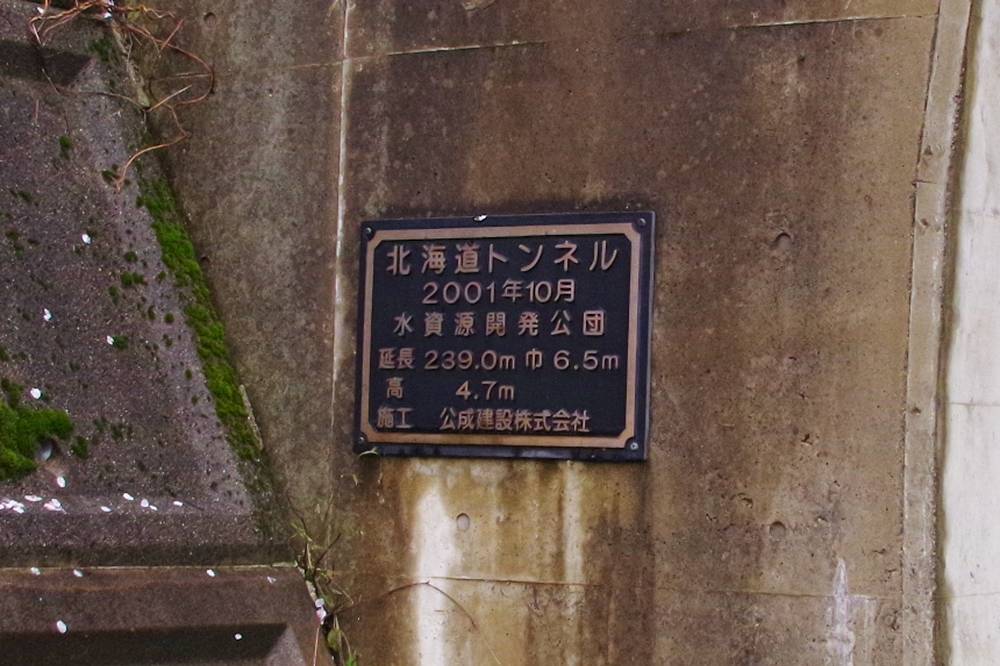 北海道トンネル
2001年10月
水資源開発公団
延長 239.0m 巾 6.5m
高 4.7m
施工 公成建設株式会社